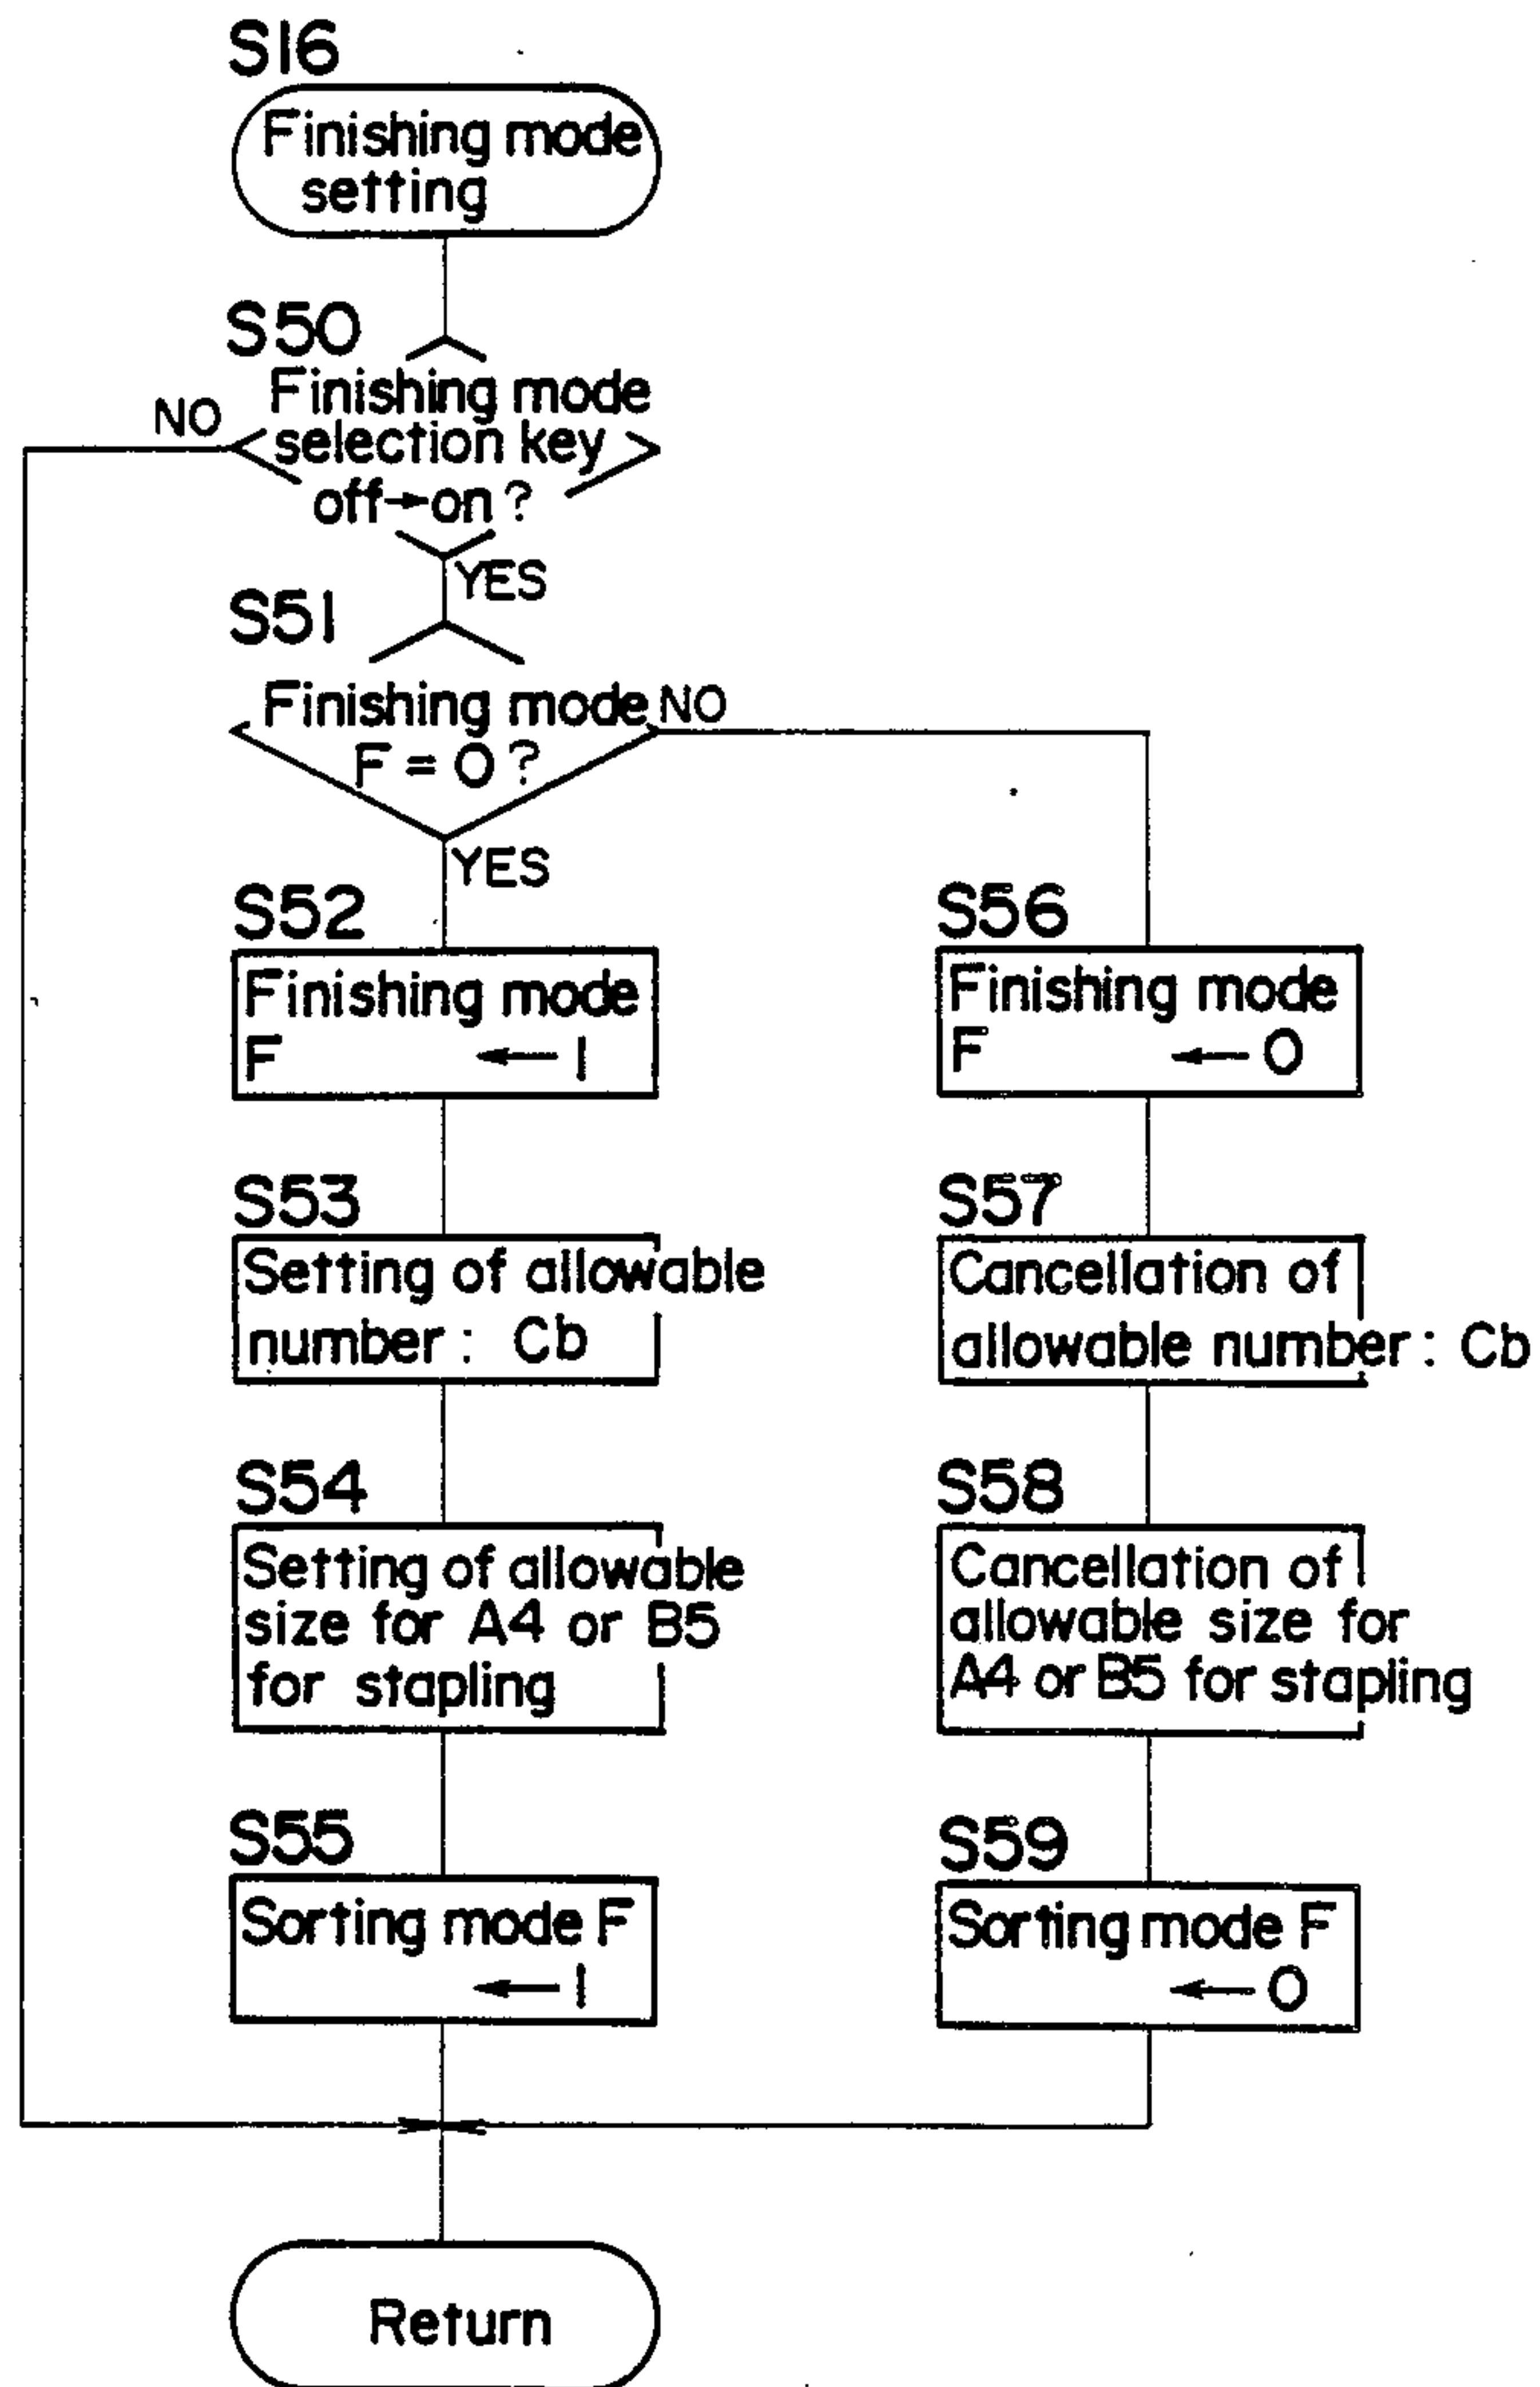 S16
Finishing mode
setting
S50
Finishing mode
NO
selection key
off→on?
YES
S51
Finishing mode NO
F=0?
YES
S52
Finishing mode
F ←1
S53
Setting of allowable
number: Cb
S54
Setting of allowable
size for A4 or B5
for stapling
S55
Sorting mode F
←1
S56
Finishing mode
F ←0
S57
Cancellation of
allowable number: Cb
S58
Cancellation of
allowable size for
A4 or B5 for stapling
S59
Sorting mode F
←0
Return